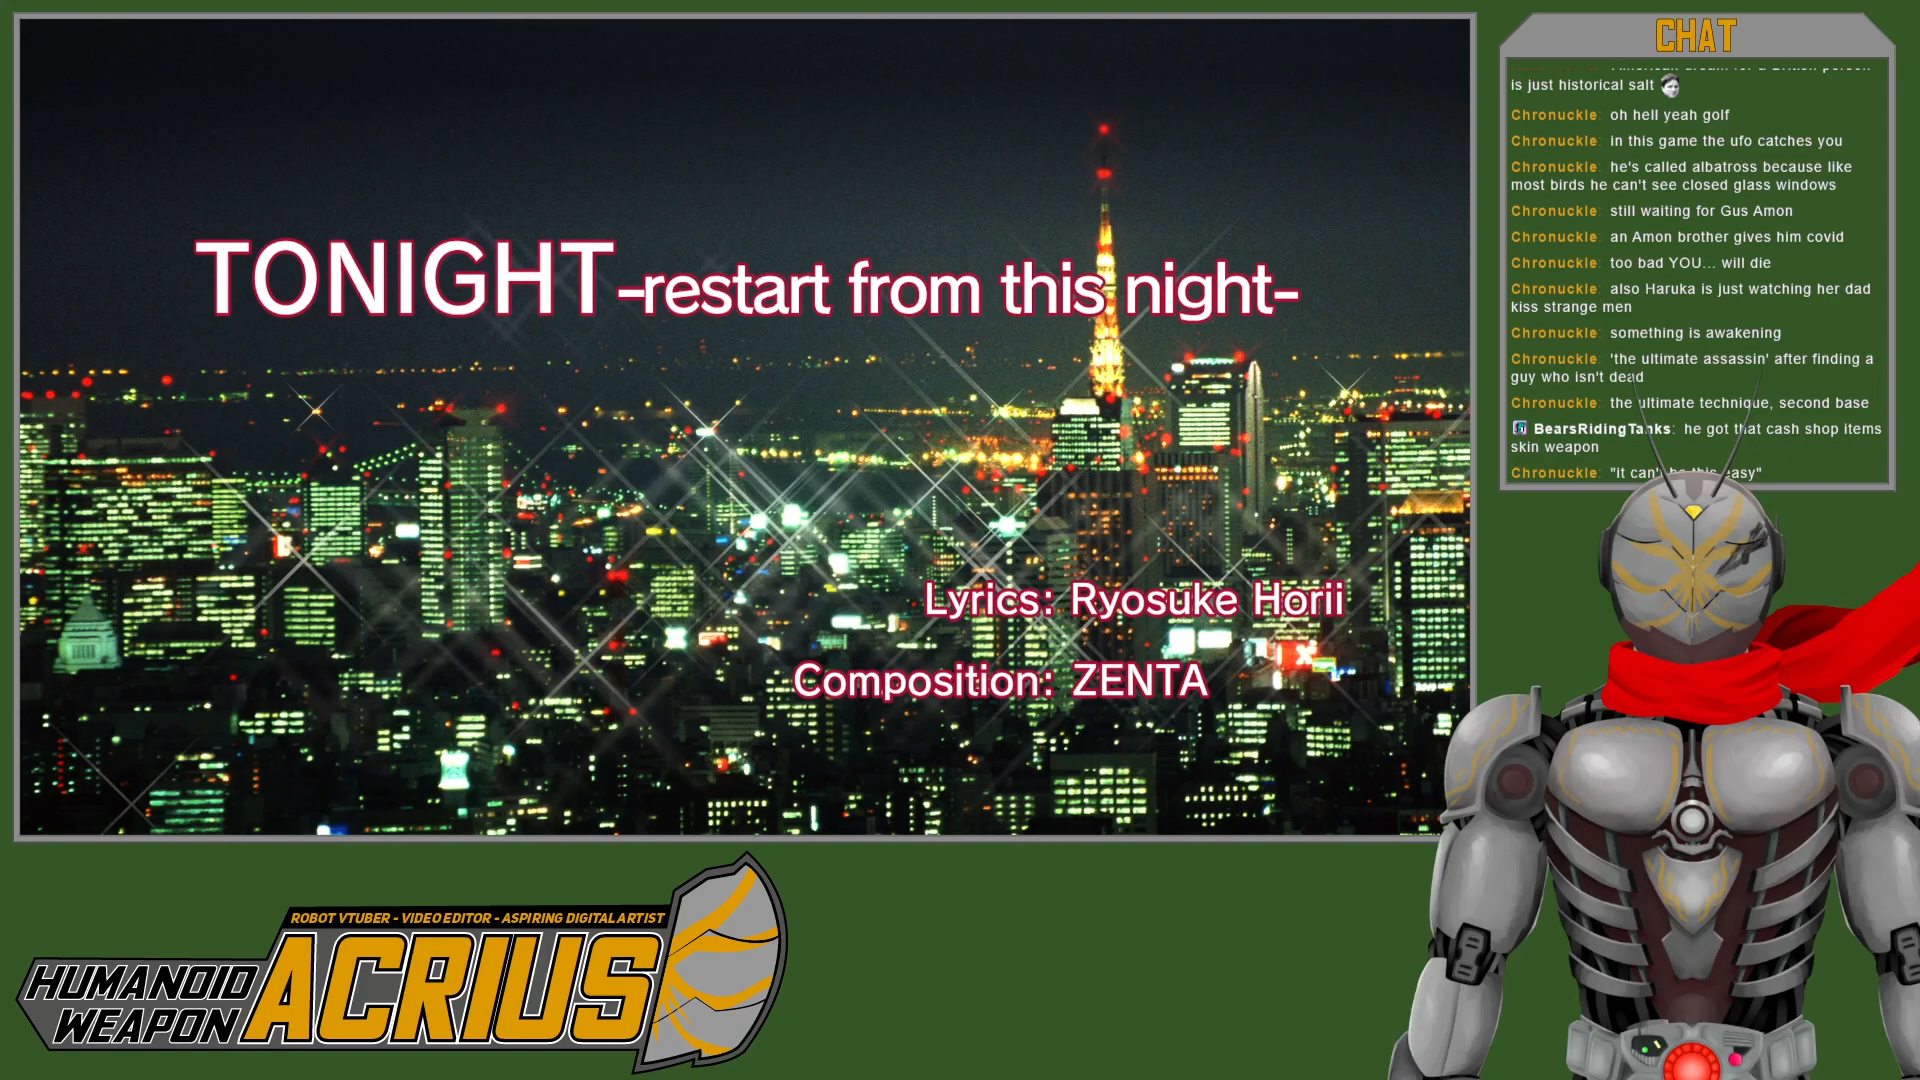 TONIGHT-restart from this night-
Lyrics: Ryosuke Horii
Composition: ZENTA
CHAT
is just historical salt
Chronuckle: oh hell yeah golf
Chronuckle: in this game the ufo catches you
Chronuckle: he's called albatross because like
most birds he can't see closed glass windows
Chronuckle: still waiting for Gus Amon
Chronuckle: an Amon brother gives him covid
Chronuckle: too bad YOU... will die
Chronuckle: also Haruka is just watching her dad
kiss strange men
Chronuckle: something is awakening
Chronuckle: 'the ultimate assassin' after finding a
guy who isn't dead
Chronuckle: the ultimate technique, second base
BearsRidingTanks: he got that cash shop items
skin weapon
Chronuckle: "it can't be this easy"
ROBOT VTUBER - VIDEO EDITOR - ASPIRING DIGITAL ARTIST
HUMANOID
WEAPON
ACRIUS